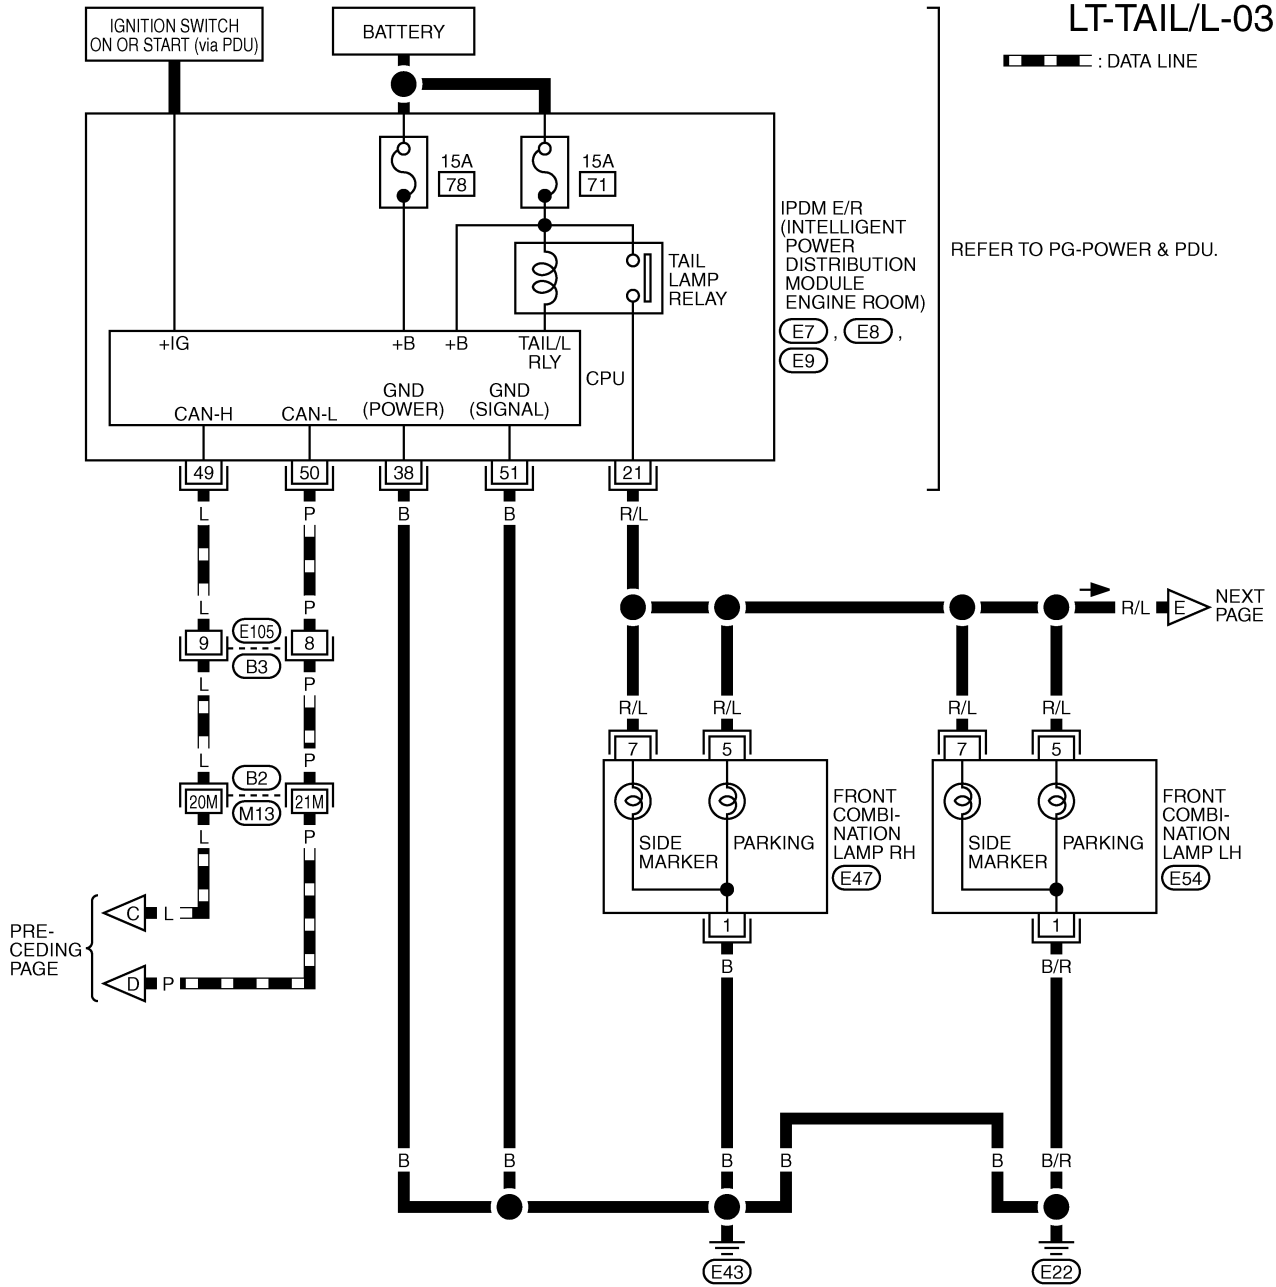 LT-TAIL/L-03
IGNITION SWITCH
ON OR START (via PDU)
BATTERY
: DATA LINE
15A
78
15A
71
IPDM E/R
(INTELLIGENT
POWER
DISTRIBUTION
MODULE
ENGINE ROOM)
E7 , E8 ,
E9
REFER TO PG-POWER & PDU.
TAIL
LAMP
RELAY
+IG
+B
+B
TAIL/L
RLY
CPU
CAN-H
CAN-L
GND
(POWER)
GND
(SIGNAL)
49
50
38
51
21
L
P
B
B
R/L
L
P
R/L
E
NEXT
PAGE
9
E105
8
B3
L
P
R/L
R/L
R/L
R/L
7
5
7
5
L
P
20M
B2
21M
M13
L
P
SIDE
MARKER
PARKING
FRONT
COMBI-
NATION
LAMP RH
E47
SIDE
MARKER
PARKING
FRONT
COMBI-
NATION
LAMP LH
E54
1
1
PRE-
CEDING
PAGE
C
L
D
P
B
B/R
B
B
B
B
B
B/R
E43
E22